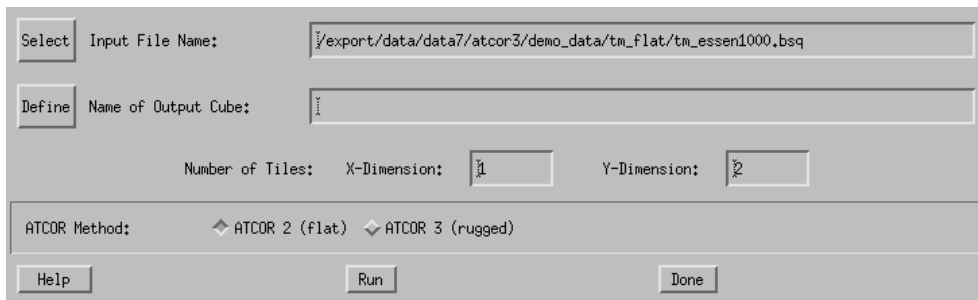 Select Input File Name: /export/data/data7/atcor3/demo_data/tm_flat/tm_essen1000.bsq
Define Name of Output Cube:
Number of Tiles: X-Dimension: 1 Y-Dimension: 2
ATCOR Method: ATCOR 2 (flat) ATCOR 3 (rugged)
Help Run Done